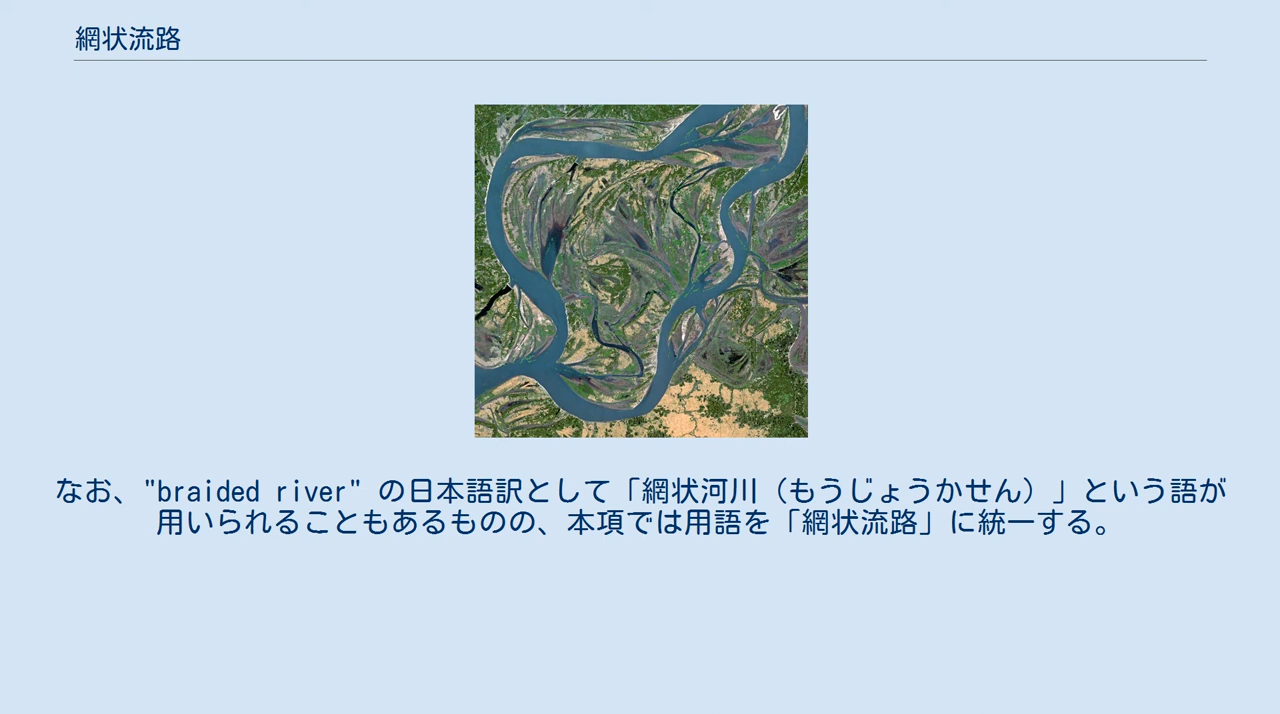 網状流路
なお、"braided river" の日本語訳として「網状河川（もうじょうかせん）」という語が
用いられることもあるものの、本項では用語を「網状流路」に統一する。